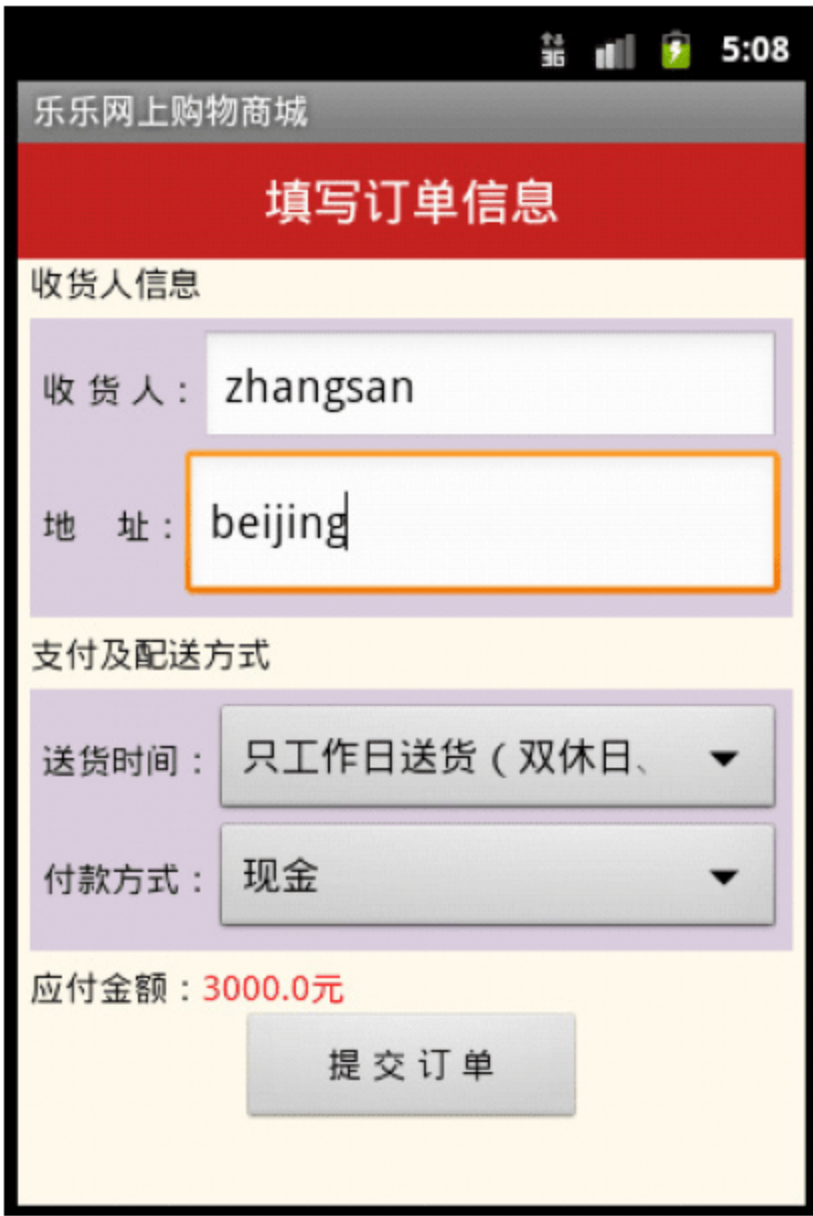 3G 5:08
乐乐网上购物商城
填写订单信息
收货人信息
收 货 人： zhangsan
地 址： beijing
支付及配送方式
送货时间： 只工作日送货（双休日、
付款方式： 现金
应付金额：3000.0元
提 交 订 单